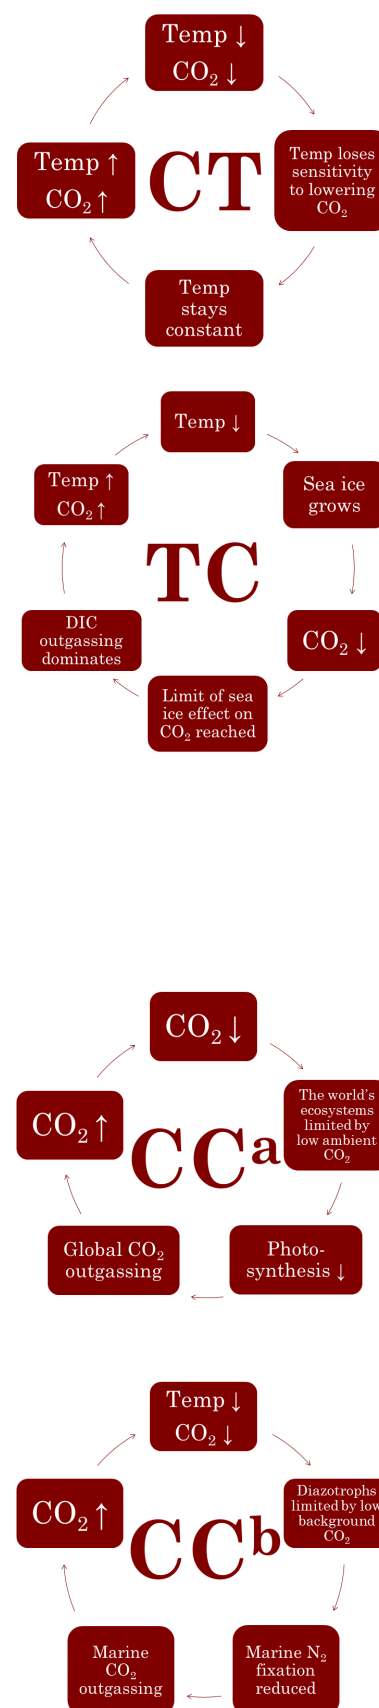 Temp ↓
CO₂ ↓
Temp loses
sensitivity
to lowering
CO₂
Temp
stays
constant
Temp ↑
CO₂ ↑
CT
Temp ↓
Sea ice
grows
CO₂ ↓
Limit of sea
ice effect on
CO₂ reached
DIC
outgassing
dominates
Temp ↑
CO₂ ↑
TC
CO₂ ↓
The world's
ecosystems
limited by
low ambient
CO₂
Photo-
synthesis ↓
Global CO₂
outgassing
CO₂ ↑
CCᵃ
Temp ↓
CO₂ ↓
Diazotrophs
limited by low
background
CO₂
Marine N₂
fixation
reduced
Marine
CO₂
outgassing
CO₂ ↑
CCᵇ